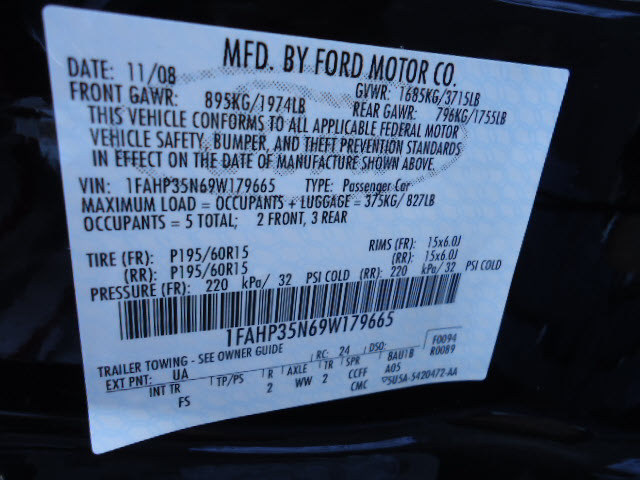 MFD. BY FORD MOTOR CO.
DATE: 11/08 GVWR: 1685KG/3715LB
FRONT GAWR: 895KG/1974LB REAR GAWR: 796KG/1755LB
THIS VEHICLE CONFORMS TO ALL APPLICABLE FEDERAL MOTOR
VEHICLE SAFETY, BUMPER, AND THEFT PREVENTION STANDARDS
IN EFFECT ON THE DATE OF MANUFACTURE SHOWN ABOVE.
VIN: 1FAHP35N69W179665 TYPE: Passenger Car
MAXIMUM LOAD = OCCUPANTS + LUGGAGE = 375KG/ 827LB
OCCUPANTS = 5 TOTAL; 2 FRONT, 3 REAR
TIRE (FR): P195/60R15 RIMS (FR): 15x6.0J
(RR): P195/60R15 (RR): 15x6.0J
PRESSURE (FR): 220 kPa/ 32 PSI COLD (RR): 220 kPa/ 32 PSI COLD
1FAHP35N69W179665
TRAILER TOWING - SEE OWNER GUIDE RC: 24 DSO: F0094
EXT PNT: UA 8AU1B R0089
INT TR TP/PS R AXLE TR SPR A05
FS 2 WW 2 CCFF
CMC 5U5A-5420472-AA